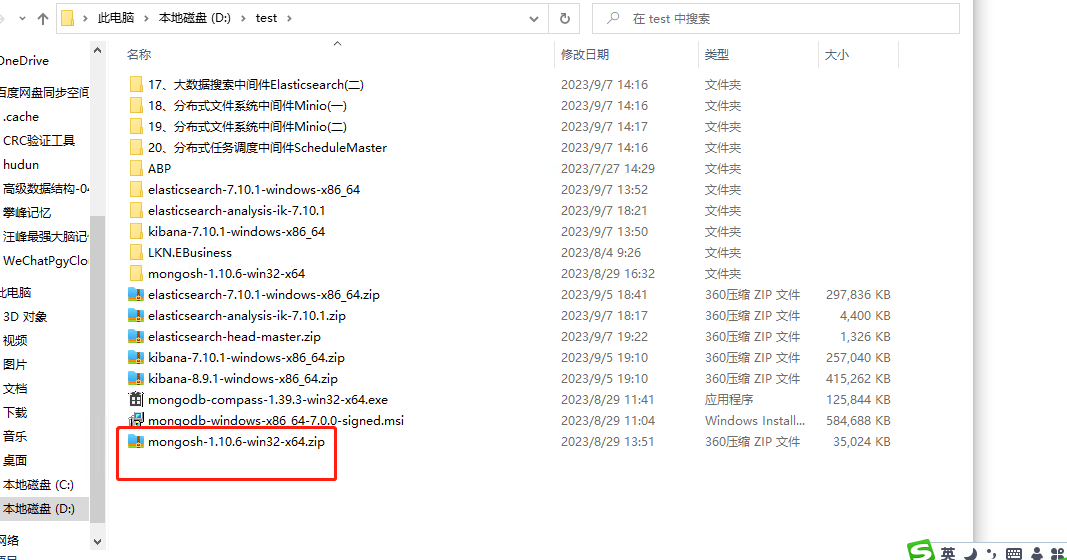 此电脑 本地磁盘 (D:) test 在 test 中搜索
名称 修改日期 类型 大小
OneDrive
百度网盘同步空间
.cache
CRC验证工具
hudun
高级数据结构-04
攀峰记忆
汪峰最强大脑记
WeChatPgyClou
此电脑
3D 对象
视频
图片
文档
下载
音乐
桌面
本地磁盘 (C:)
本地磁盘 (D:)
网络
17、大数据搜索中间件Elasticsearch(二) 2023/9/7 14:16 文件夹
18、分布式文件系统中间件Minio(一) 2023/9/7 14:16 文件夹
19、分布式文件系统中间件Minio(二) 2023/9/7 14:17 文件夹
20、分布式任务调度中间件ScheduleMaster 2023/9/7 14:16 文件夹
ABP 2023/7/27 14:29 文件夹
elasticsearch-7.10.1-windows-x86_64 2023/9/7 13:52 文件夹
elasticsearch-analysis-ik-7.10.1 2023/9/7 18:21 文件夹
kibana-7.10.1-windows-x86_64 2023/9/7 13:50 文件夹
LKN.EBusiness 2023/8/4 9:26 文件夹
mongosh-1.10.6-win32-x64 2023/8/29 16:32 文件夹
elasticsearch-7.10.1-windows-x86_64.zip 2023/9/5 18:41 360压缩 ZIP 文件 297,836 KB
elasticsearch-analysis-ik-7.10.1.zip 2023/9/7 18:17 360压缩 ZIP 文件 4,400 KB
elasticsearch-head-master.zip 2023/9/7 19:22 360压缩 ZIP 文件 1,326 KB
kibana-7.10.1-windows-x86_64.zip 2023/9/5 19:10 360压缩 ZIP 文件 257,040 KB
kibana-8.9.1-windows-x86_64.zip 2023/9/5 19:10 360压缩 ZIP 文件 415,262 KB
mongodb-compass-1.39.3-win32-x64.exe 2023/8/29 11:41 应用程序 125,844 KB
mongodb-windows-x86_64-7.0.0-signed.msi 2023/8/29 11:04 Windows Install... 584,688 KB
mongosh-1.10.6-win32-x64.zip 2023/8/29 13:51 360压缩 ZIP 文件 35,024 KB
S 英